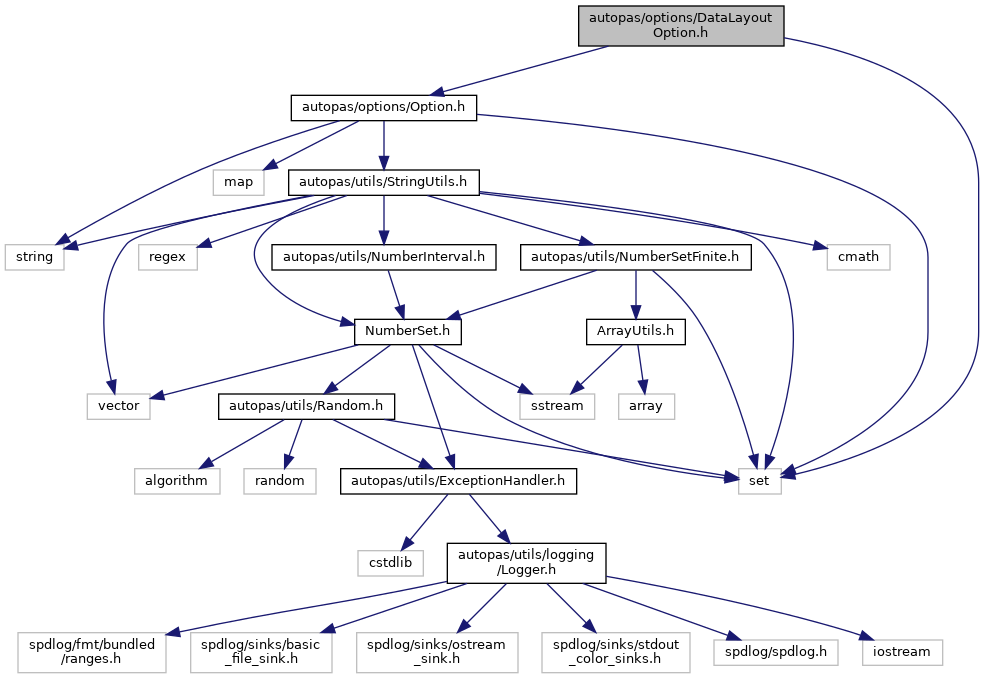 autopas/options/DataLayout
Option.h
autopas/options/Option.h
map
autopas/utils/StringUtils.h
string
regex
autopas/utils/NumberInterval.h
autopas/utils/NumberSetFinite.h
cmath
NumberSet.h
ArrayUtils.h
vector
autopas/utils/Random.h
sstream
array
algorithm
random
autopas/utils/ExceptionHandler.h
set
cstdlib
autopas/utils/logging
/Logger.h
spdlog/fmt/bundled
/ranges.h
spdlog/sinks/basic
_file_sink.h
spdlog/sinks/ostream
_sink.h
spdlog/sinks/stdout
_color_sinks.h
spdlog/spdlog.h
iostream